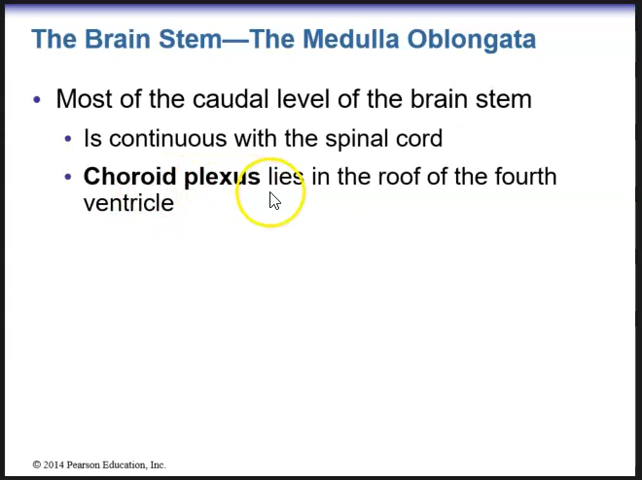 The Brain Stem—The Medulla Oblongata
• Most of the caudal level of the brain stem
• Is continuous with the spinal cord
• Choroid plexus lies in the roof of the fourth
ventricle
© 2014 Pearson Education, Inc.